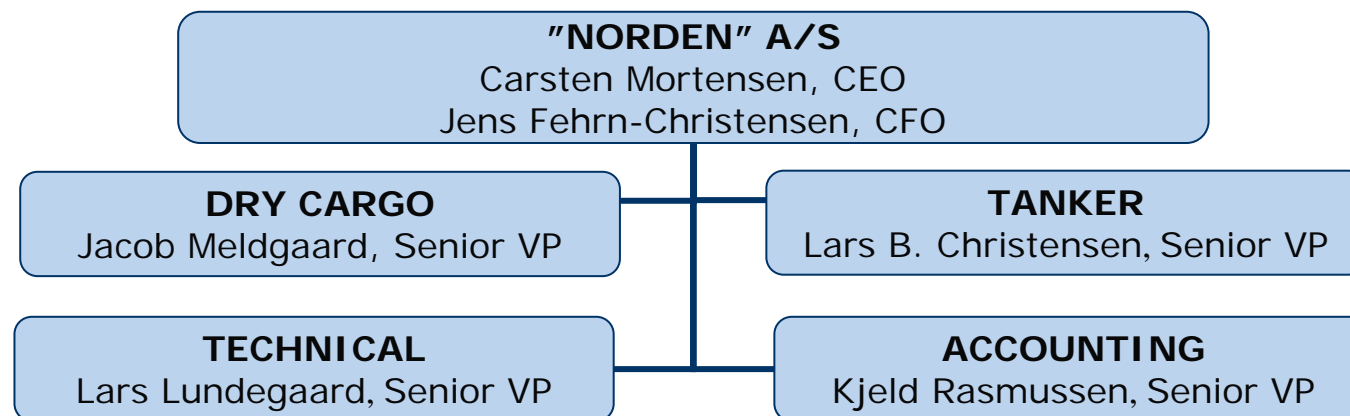 ”NORDEN” A/S
Carsten Mortensen, CEO
Jens Fehrn-Christensen, CFO
DRY CARGO
Jacob Meldgaard, Senior VP
TANKER
Lars B. Christensen, Senior VP
TECHNICAL
Lars Lundegaard, Senior VP
ACCOUNTING
Kjeld Rasmussen, Senior VP